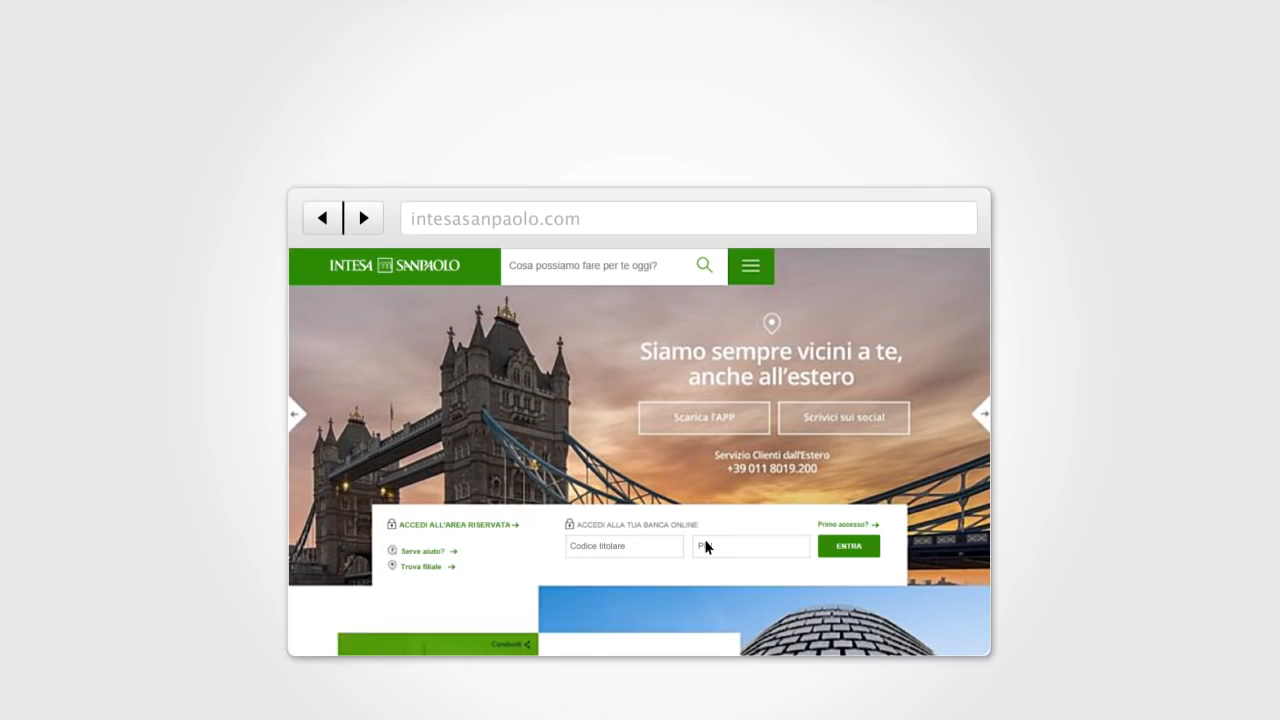 intesasanpaolo.com
INTESA SANPAOLO
Cosa possiamo fare per te oggi?
Siamo sempre vicini a te,
anche all'estero
Scarica l'APP
Scrivici sui social
Servizio Clienti dall'Estero
+39 011 8019.200
ACCEDI ALL'AREA RISERVATA
Serve aiuto?
Trova filiale
ACCEDI ALLA TUA BANCA ONLINE
Primo accesso?
Codice titolare
ENTRA
Condividi